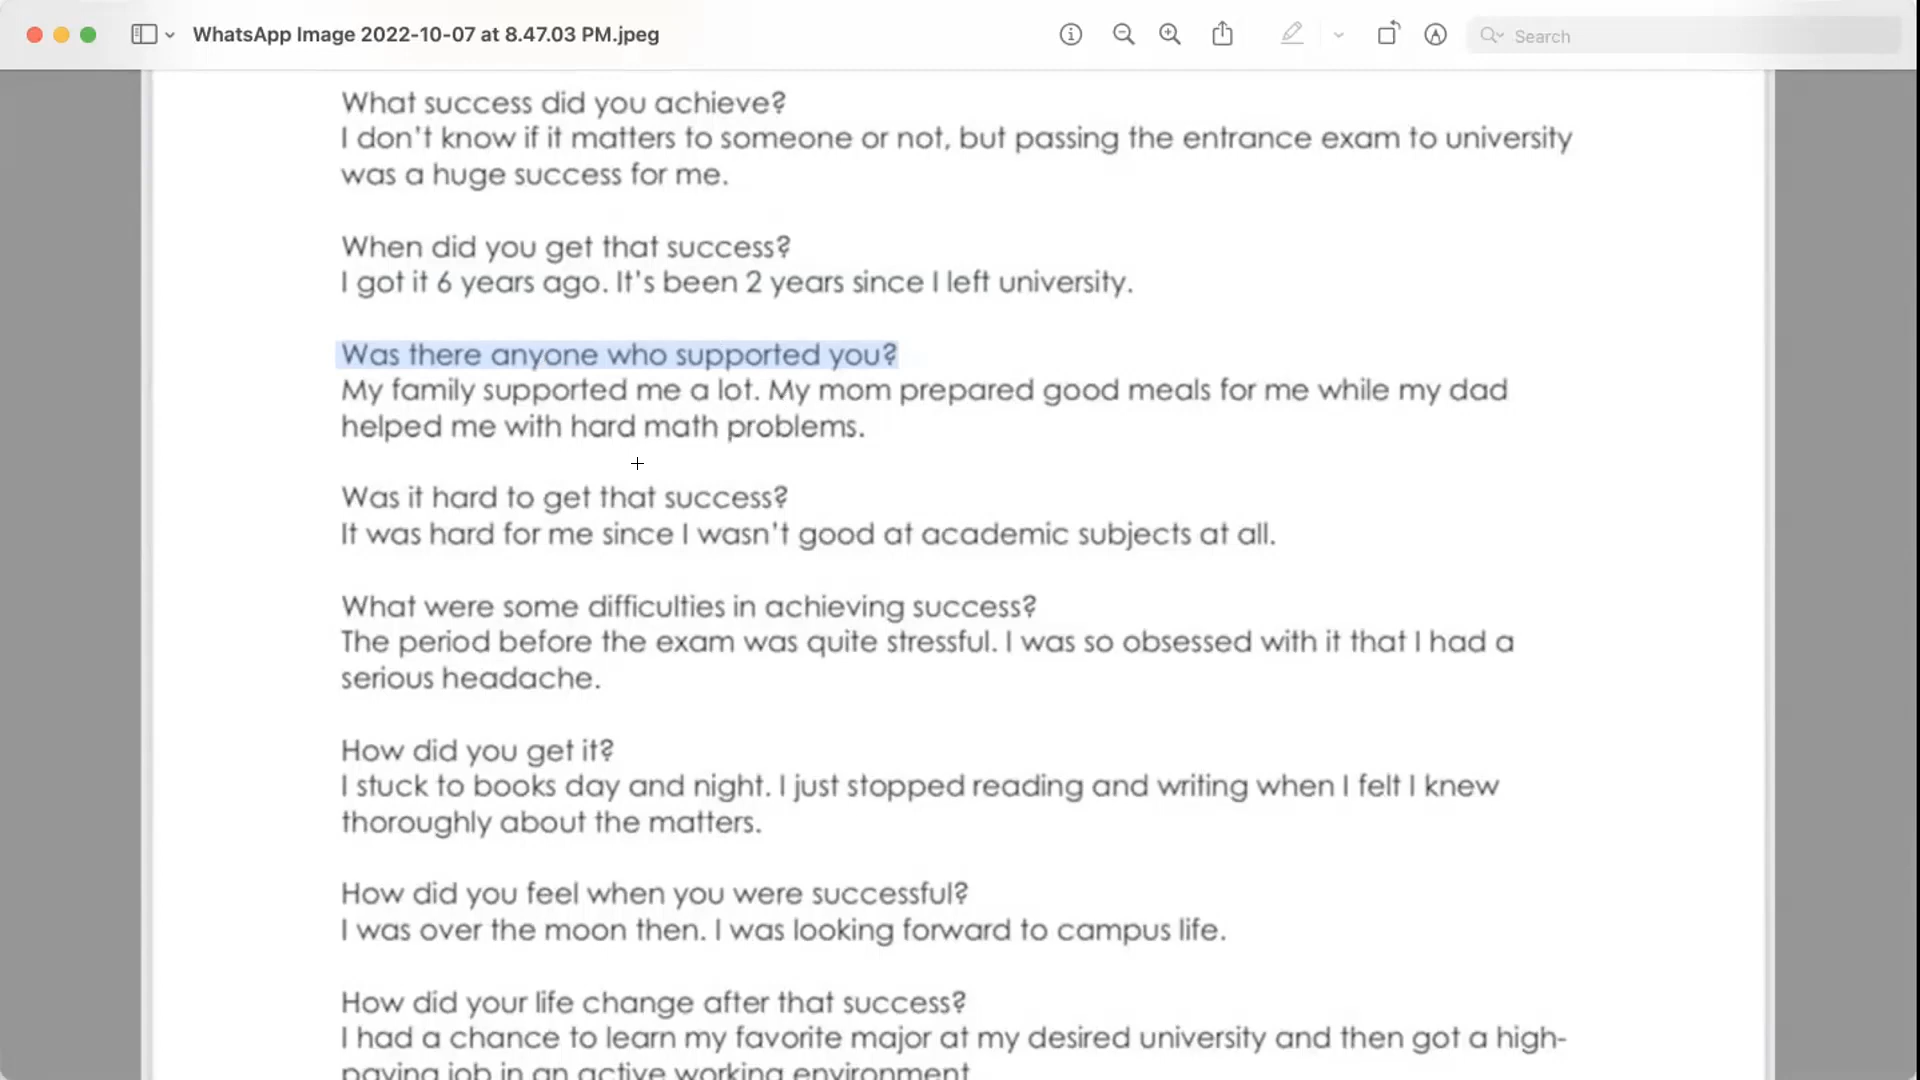 WhatsApp Image 2022-10-07 at 8.47.03 PM.jpeg
Search
What success did you achieve?
I don't know if it matters to someone or not, but passing the entrance exam to university
was a huge success for me.
When did you get that success?
I got it 6 years ago. It's been 2 years since I left university.
Was there anyone who supported you?
My family supported me a lot. My mom prepared good meals for me while my dad
helped me with hard math problems.
Was it hard to get that success?
It was hard for me since I wasn't good at academic subjects at all.
What were some difficulties in achieving success?
The period before the exam was quite stressful. I was so obsessed with it that I had a
serious headache.
How did you get it?
I stuck to books day and night. I just stopped reading and writing when I felt I knew
thoroughly about the matters.
How did you feel when you were successful?
I was over the moon then. I was looking forward to campus life.
How did your life change after that success?
I had a chance to learn my favorite major at my desired university and then got a high-
paying job in an active working environment